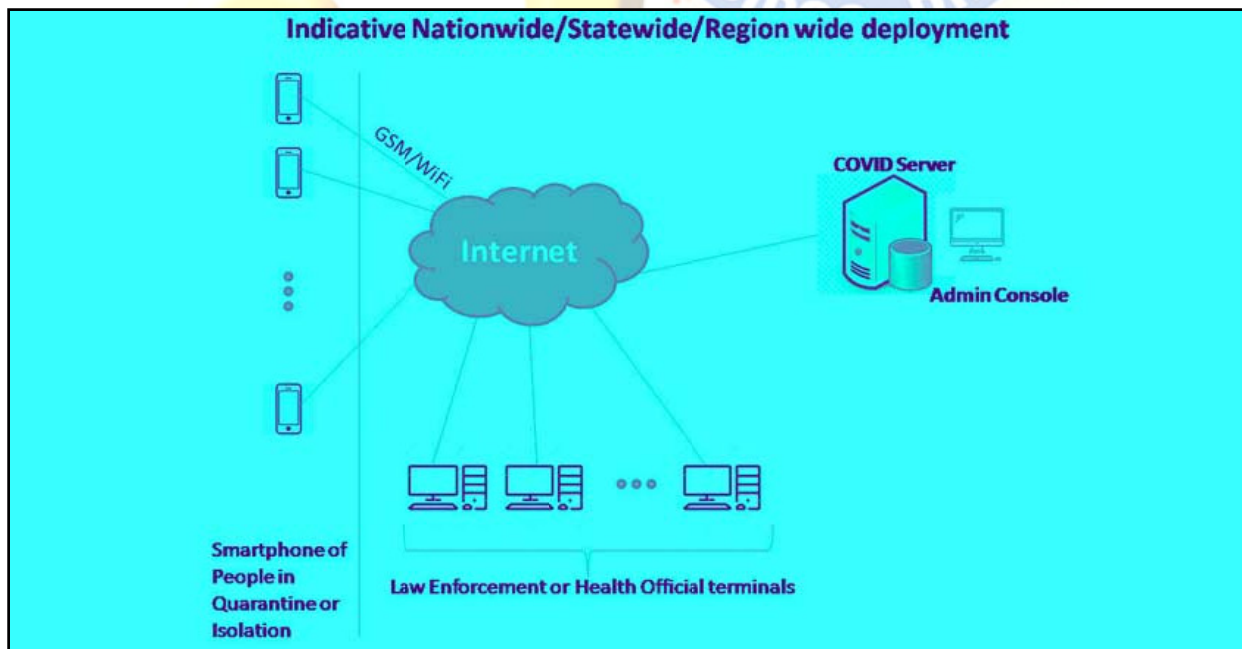 Indicative Nationwide/Statewide/Region wide deployment
GSM/WiFi
COVID Server
Internet
Admin Console
Smartphone of
People in
Quarantine or
Isolation
Law Enforcement or Health Official terminals